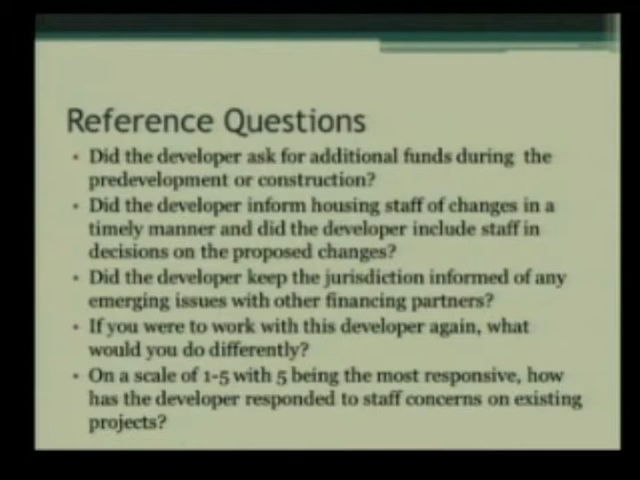 Reference Questions
• Did the developer ask for additional funds during the
predevelopment or construction?
• Did the developer inform housing staff of changes in a
timely manner and did the developer include staff in
decisions on the proposed changes?
• Did the developer keep the jurisdiction informed of any
emerging issues with other financing partners?
• If you were to work with this developer again, what
would you do differently?
• On a scale of 1-5 with 5 being the most responsive, how
has the developer responded to staff concerns on existing
projects?